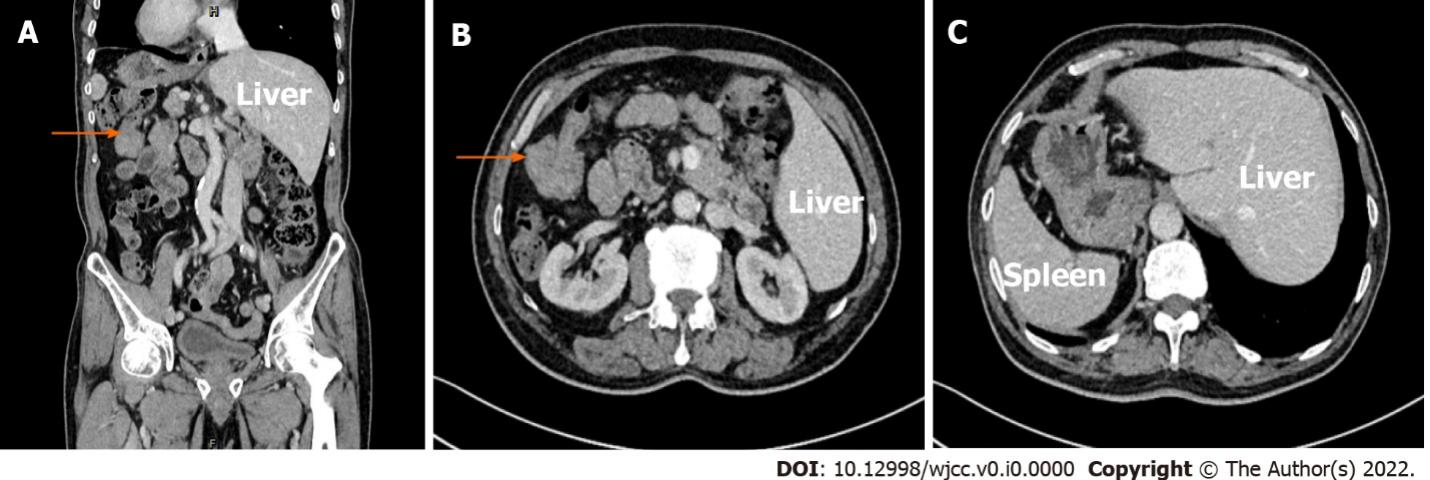 A
H
Liver
F
B
Liver
C
Liver
Spleen
DOI: 10.12998/wjcc.v0.i0.0000 Copyright © The Author(s) 2022.